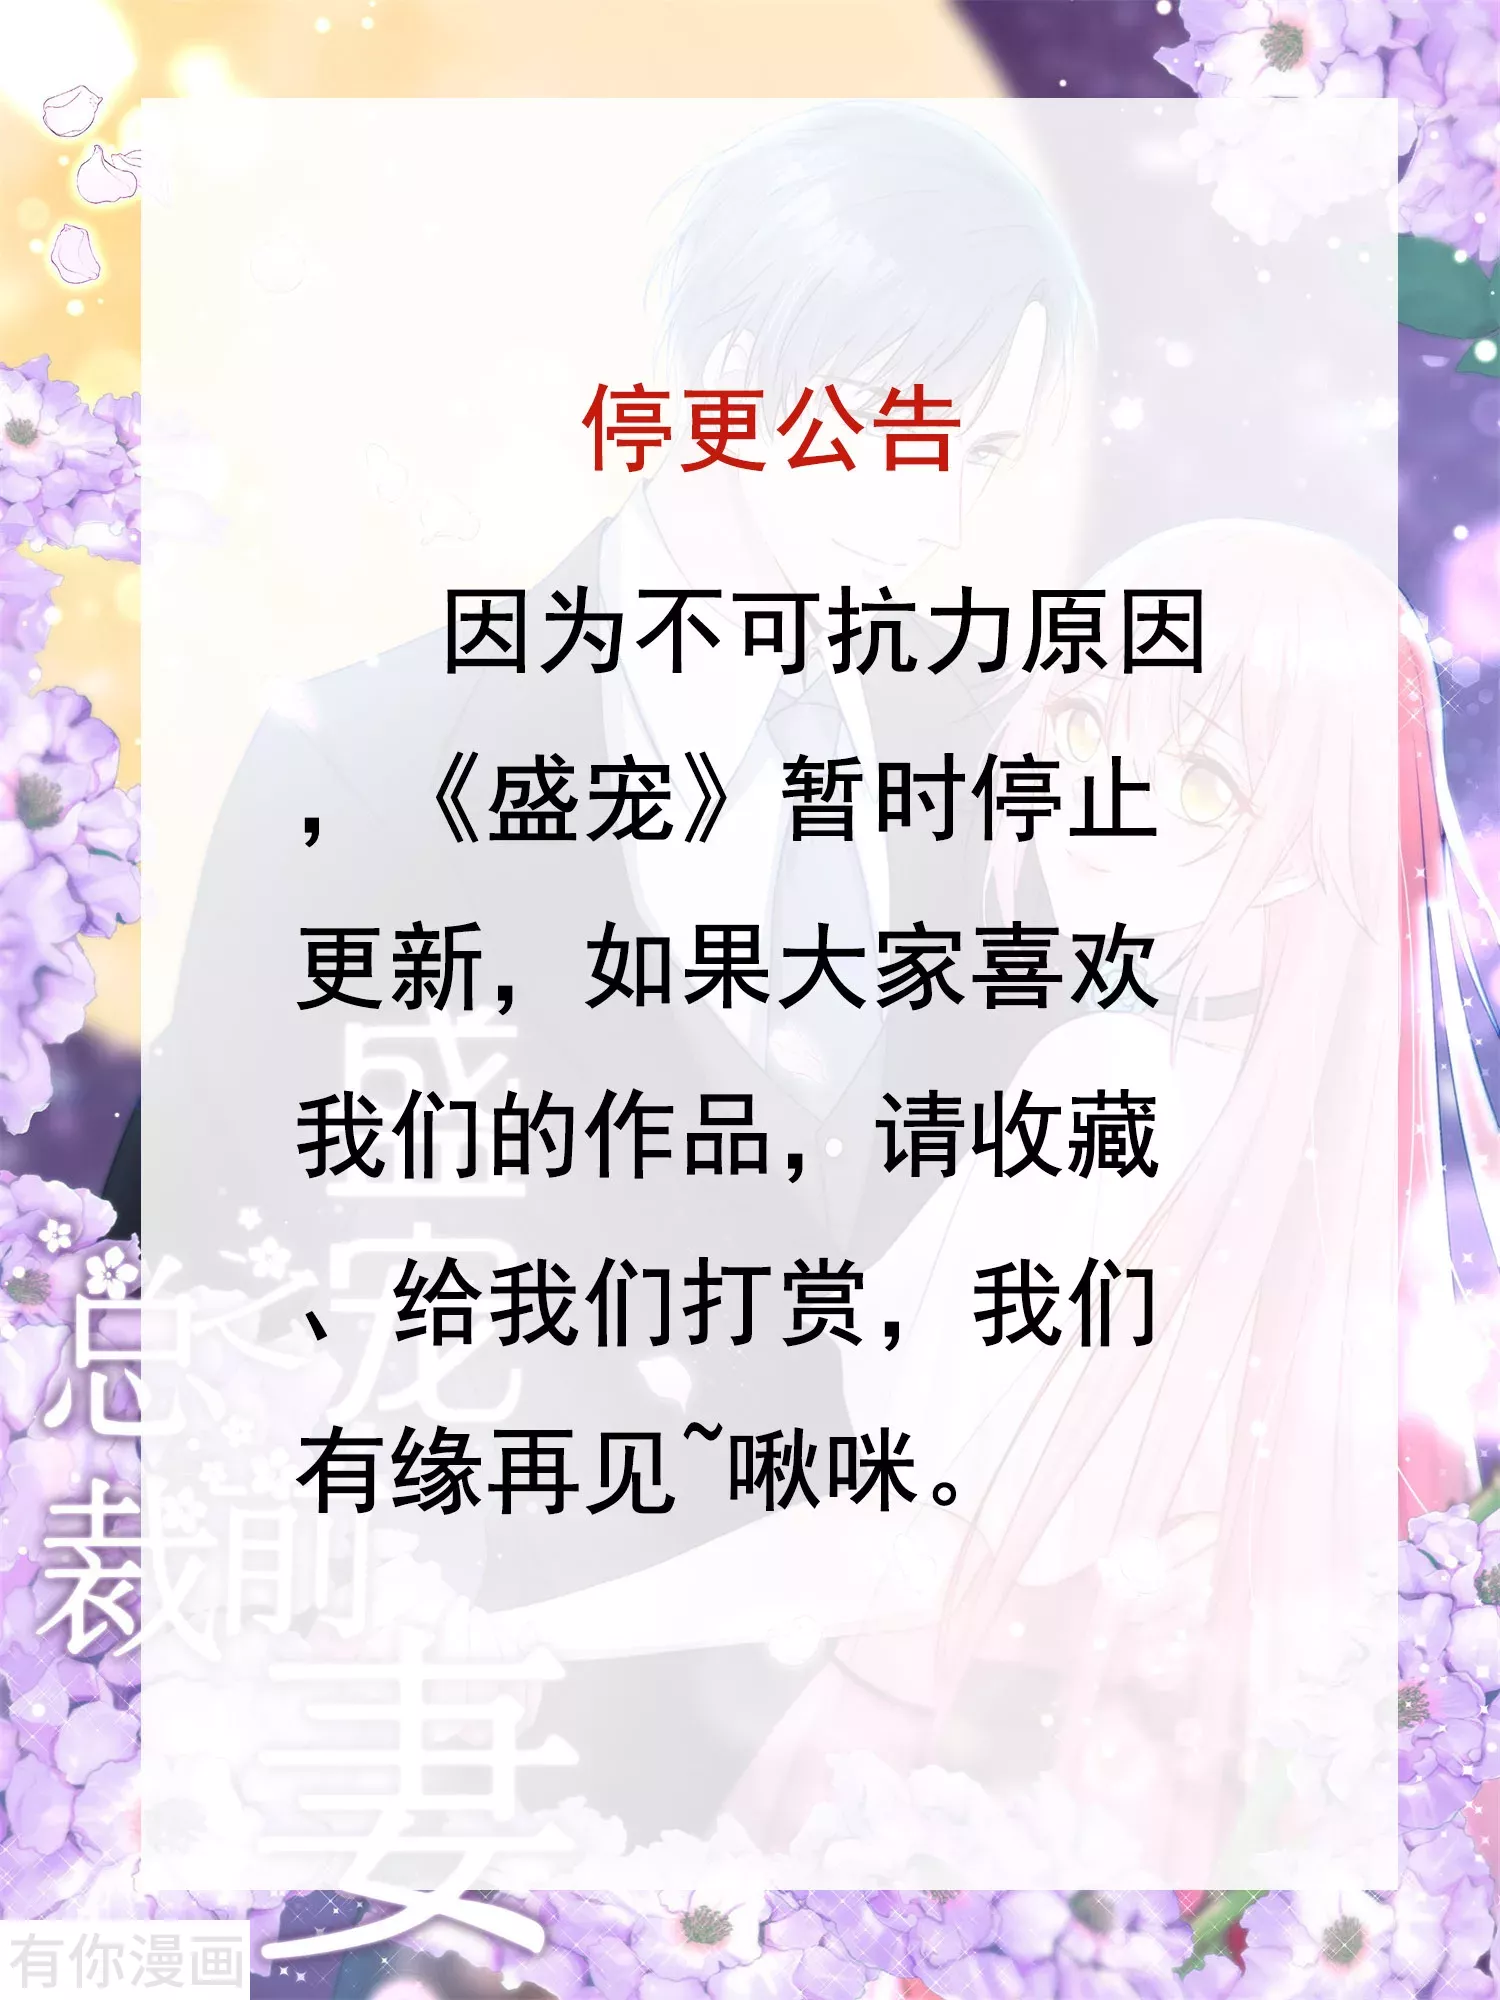 停更公告
因为不可抗力原因
，《盛宠》暂时停止
更新，如果大家喜欢
我们的作品，请收藏
、给我们打赏，我们
有缘再见~啾咪。
盛宠
之
总裁
前
妻
有你漫画